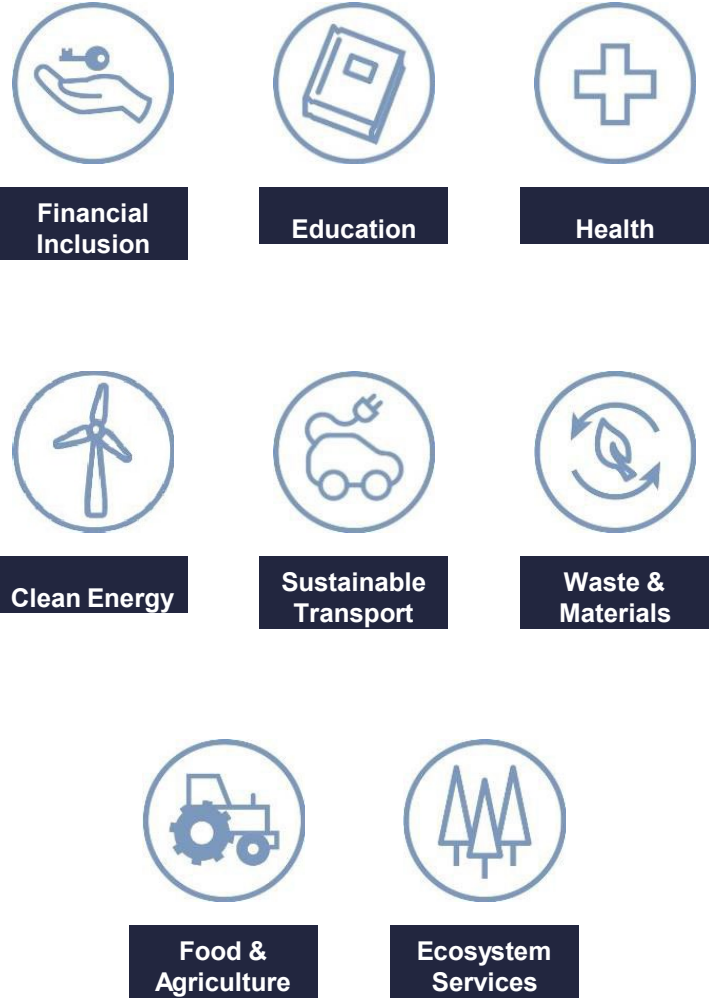 Financial
Inclusion
Education
Health
Clean Energy
Sustainable
Transport
Waste &
Materials
Food &
Agriculture
Ecosystem
Services